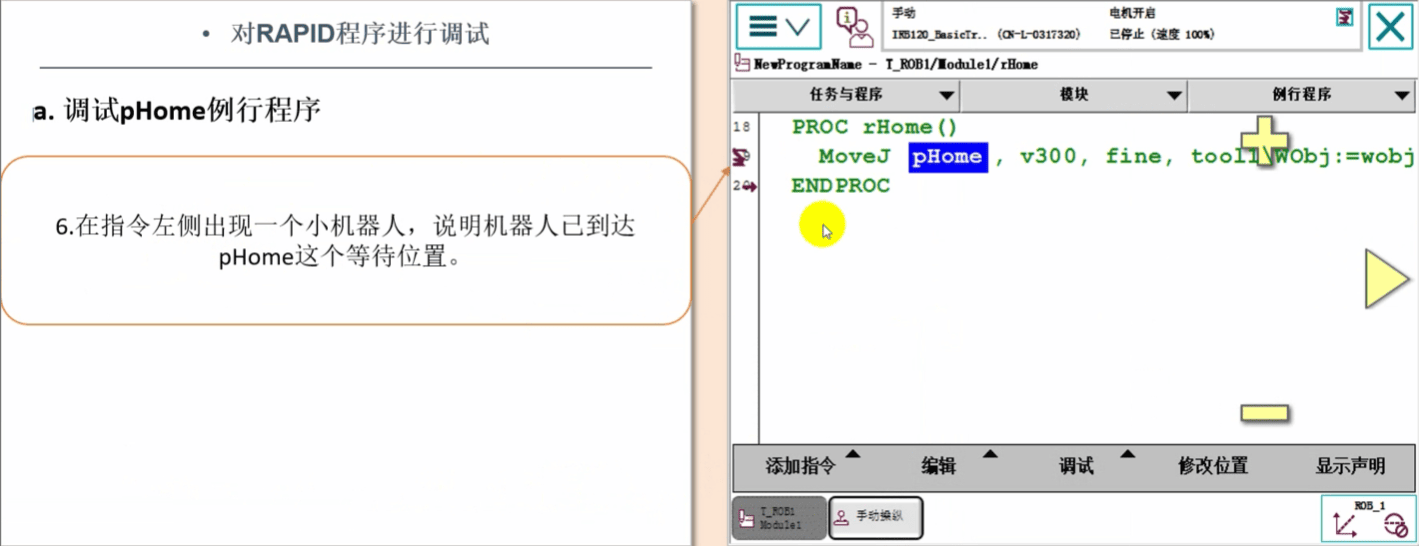 • 对RAPID程序进行调试
a. 调试pHome例行程序
6.在指令左侧出现一个小机器人，说明机器人已到达
pHome这个等待位置。
手动
电机开启
IRB120_BasicTr.. (CN-L-0317320)
已停止 (速度 100%)
NewProgramName - T_ROB1/Module1/rHome
任务与程序
模块
例行程序
18 PROC rHome()
MoveJ pHome, v300, fine, tool1\WObj:=wobj
20 ENDPROC
添加指令
编辑
调试
修改位置
显示声明
T_ROB1
Module1
手动操纵
ROB_1